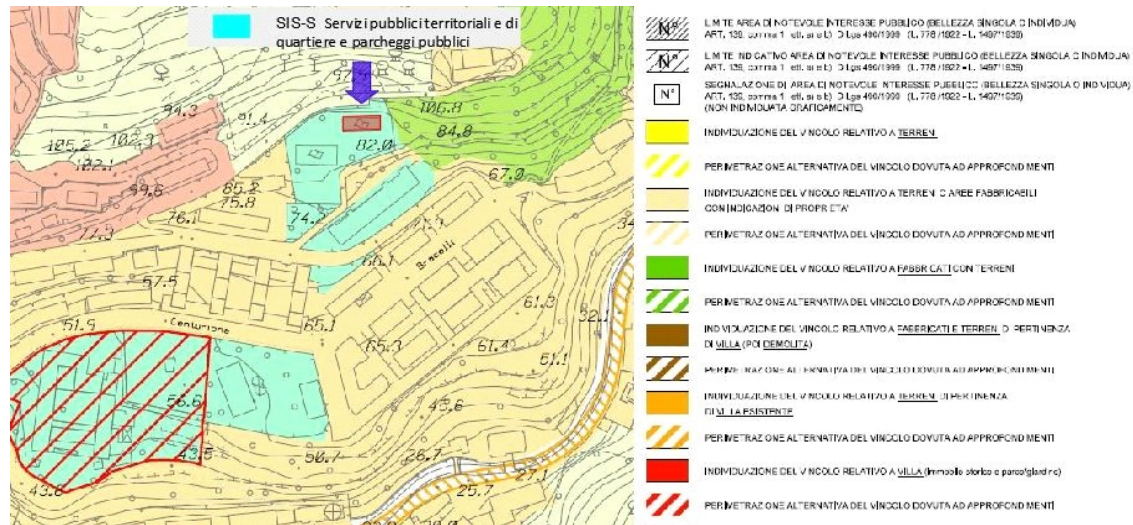 SIS-S Servizi pubblici territoriali e di
quartiere e parcheggi pubblici
97.9
106.8
84.8
82.0
67.0
94.3
91.4
105.2
102.3
102.1
99.6
85.2
75.8
76.1
74.2
74.3
66.1
Bracelli
57.5
61.3
32.1
51.9
Centurione
65.1
65.3
61.4
51.1
56.6
43.6
43.5
50.7
26.7
43.8
25.7
27.1
N°
LIMITE AREA DI NOTEVOLE INTERESSE PUBBLICO (BELLEZZA SINGOLA O INDIVIDUA)
ART. 139, comma 1 lett. a) e b) D.Lgs 490/1999 (L. 778/1922 - L. 1497/1939)
N°
LIMITE INDICATIVO AREA DI NOTEVOLE INTERESSE PUBBLICO (BELLEZZA SINGOLA O INDIVIDUA)
ART. 139, comma 1 lett. a) e b) D.Lgs 490/1999 (L. 778/1922 - L. 1497/1939)
N°
SEGNALAZIONE DI AREA DI NOTEVOLE INTERESSE PUBBLICO (BELLEZZA SINGOLA O INDIVIDUA)
ART. 139, comma 1 lett. a) e b) D.Lgs 490/1999 (L. 778/1922 - L. 1497/1939)
(NON INDIVIDUATA GRAFICAMENTE)
INDIVIDUAZIONE DEL VINCOLO RELATIVO A TERRENI
PERIMETRAZIONE ALTERNATIVA DEL VINCOLO DOVUTA AD APPROFONDIMENTI
INDIVIDUAZIONE DEL VINCOLO RELATIVO A TERRENI O AREE FABBRICABILI
CON INDICAZIONI DI PROPRIETA'
PERIMETRAZIONE ALTERNATIVA DEL VINCOLO DOVUTA AD APPROFONDIMENTI
INDIVIDUAZIONE DEL VINCOLO RELATIVO A FABBRICATI CON TERRENI
PERIMETRAZIONE ALTERNATIVA DEL VINCOLO DOVUTA AD APPROFONDIMENTI
INDIVIDUAZIONE DEL VINCOLO RELATIVO A FABBRICATI E TERRENI DI PERTINENZA
DI VILLA (POI DEMOLITA)
PERIMETRAZIONE ALTERNATIVA DEL VINCOLO DOVUTA AD APPROFONDIMENTI
INDIVIDUAZIONE DEL VINCOLO RELATIVO A TERRENI DI PERTINENZA
DI VILLA ESISTENTE
PERIMETRAZIONE ALTERNATIVA DEL VINCOLO DOVUTA AD APPROFONDIMENTI
INDIVIDUAZIONE DEL VINCOLO RELATIVO A VILLA (immobile storico e parco/giardino)
PERIMETRAZIONE ALTERNATIVA DEL VINCOLO DOVUTA AD APPROFONDIMENTI